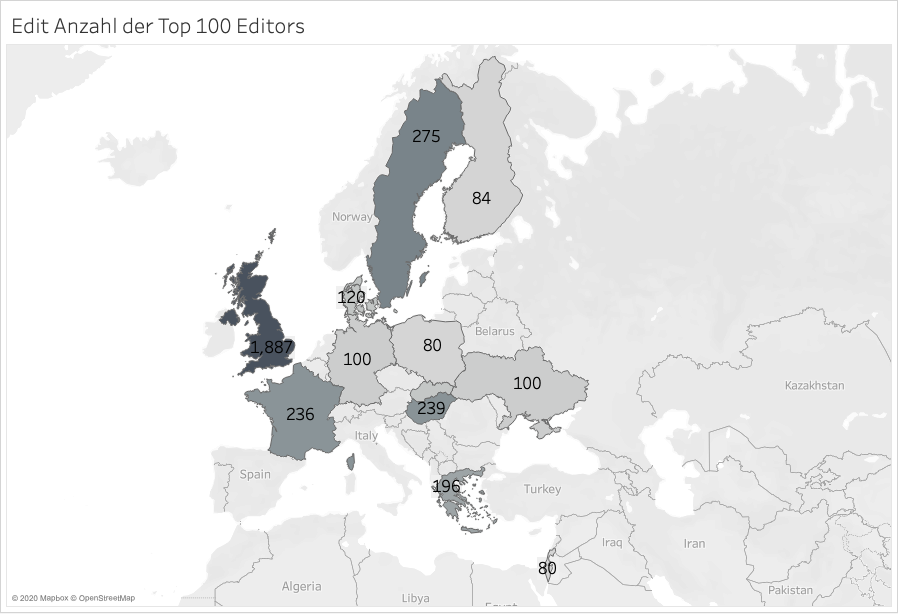 Edit Anzahl der Top 100 Editors
275
84
Norway
120
Belarus
1,887
100
80
100
Kazakhstan
236
239
Italy
Spain
196
Turkey
Iraq
Iran
80
Algeria
Libya
Egypt
Pakistan
© 2020 Mapbox © OpenStreetMap